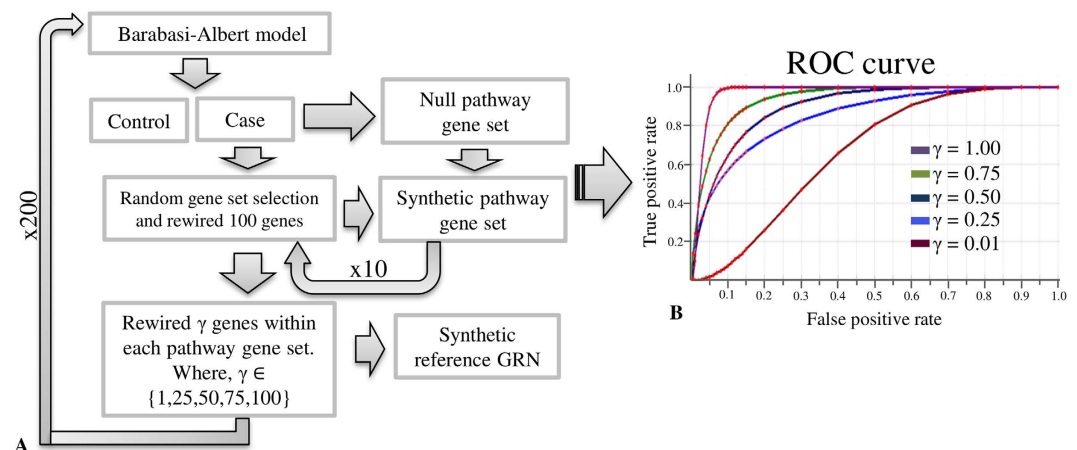 Barabasi-Albert model
Control
Case
Null pathway
gene set
Random gene set selection
and rewired 100 genes
Synthetic pathway
gene set
x10
x200
Rewired γ genes within
each pathway gene set.
Where, γ ∈
{1,25,50,75,100}
Synthetic
reference GRN
A
ROC curve
True positive rate
1.0
0.8
0.6
0.4
0.2
γ = 1.00
γ = 0.75
γ = 0.50
γ = 0.25
γ = 0.01
0.1 0.2 0.3 0.4 0.5 0.6 0.7 0.8 0.9 1.0
False positive rate
B